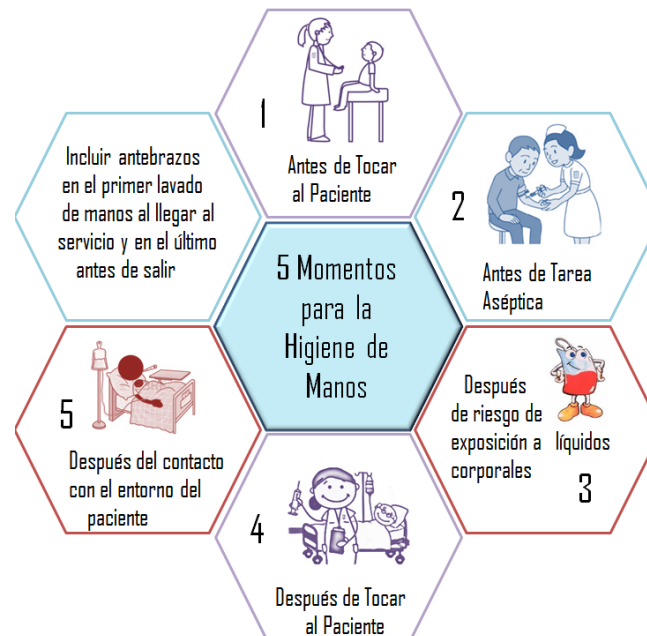 5 Momentos
para la
Higiene de
Manos
1
Antes de Tocar
al Paciente
2
Antes de Tarea
Aséptica
Después
de riesgo de
exposición a líquidos
corporales
3
4
Después de Tocar
al Paciente
5
Después del contacto
con el entorno del
paciente
Incluir antebrazos
en el primer lavado
de manos al llegar al
servicio y en el último
antes de salir